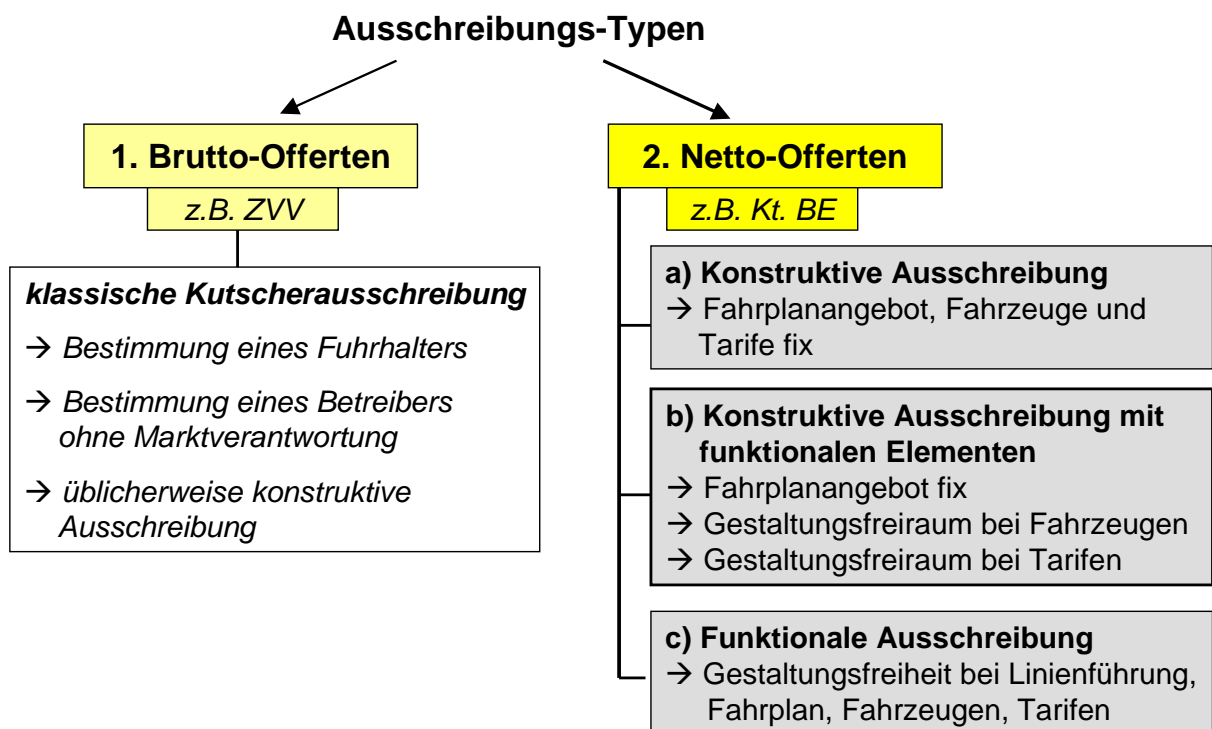 Ausschreibungs-Typen
1. Brutto-Offerten
z.B. ZVV
klassische Kutscherausschreibung
→ Bestimmung eines Fuhrhalters
→ Bestimmung eines Betreibers
ohne Marktverantwortung
→ üblicherweise konstruktive
Ausschreibung
2. Netto-Offerten
z.B. Kt. BE
a) Konstruktive Ausschreibung
→ Fahrplanangebot, Fahrzeuge und
Tarife fix
b) Konstruktive Ausschreibung mit
funktionalen Elementen
→ Fahrplanangebot fix
→ Gestaltungsfreiraum bei Fahrzeugen
→ Gestaltungsfreiraum bei Tarifen
c) Funktionale Ausschreibung
→ Gestaltungsfreiheit bei Linienführung,
Fahrplan, Fahrzeugen, Tarifen